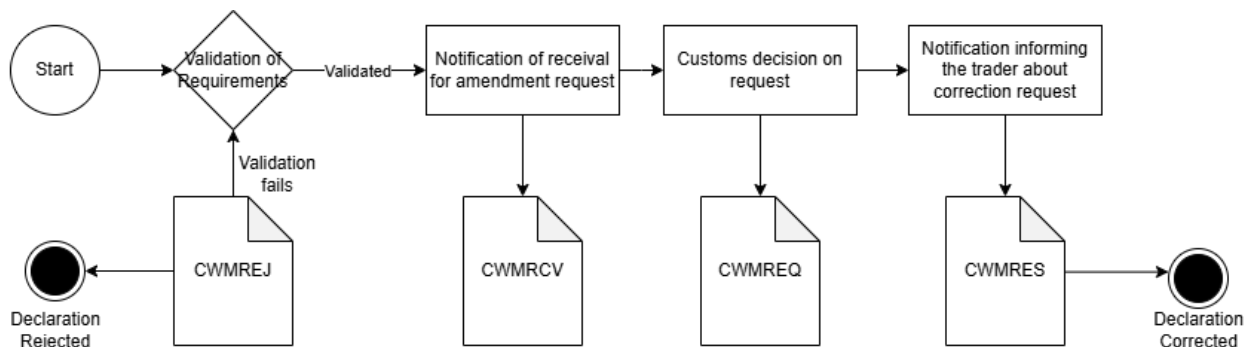 Start
Validation of
Requirements
Validated
Notification of receival
for amendment request
Customs decision on
request
Notification informing
the trader about
correction request
Validation
fails
CWMREJ
CWMRCV
CWMREQ
CWMRES
Declaration
Rejected
Declaration
Corrected